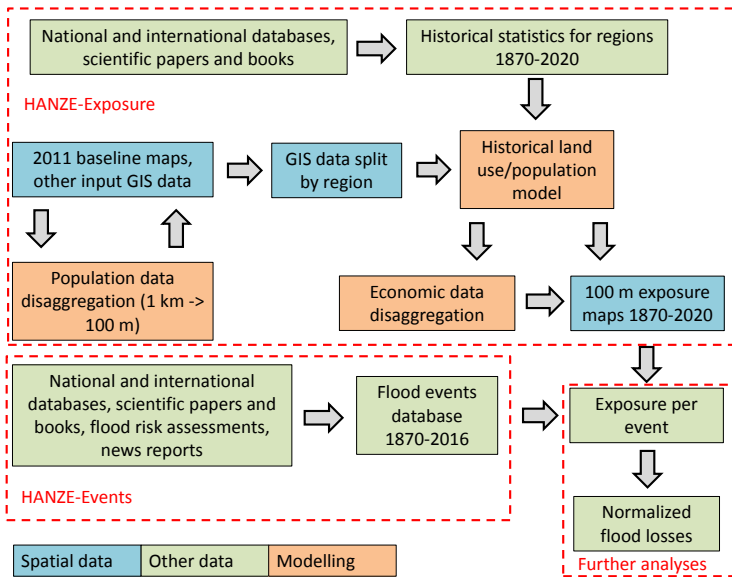 National and international databases,
scientific papers and books
Historical statistics for regions
1870-2020
HANZE-Exposure
2011 baseline maps,
other input GIS data
GIS data split
by region
Historical land
use/population
model
Population data
disaggregation (1 km ->
100 m)
Economic data
disaggregation
100 m exposure
maps 1870-2020
National and international
databases, scientific papers and
books, flood risk assessments,
news reports
Flood events
database
1870-2016
Exposure per
event
HANZE-Events
Normalized
flood losses
Further analyses
Spatial data
Other data
Modelling